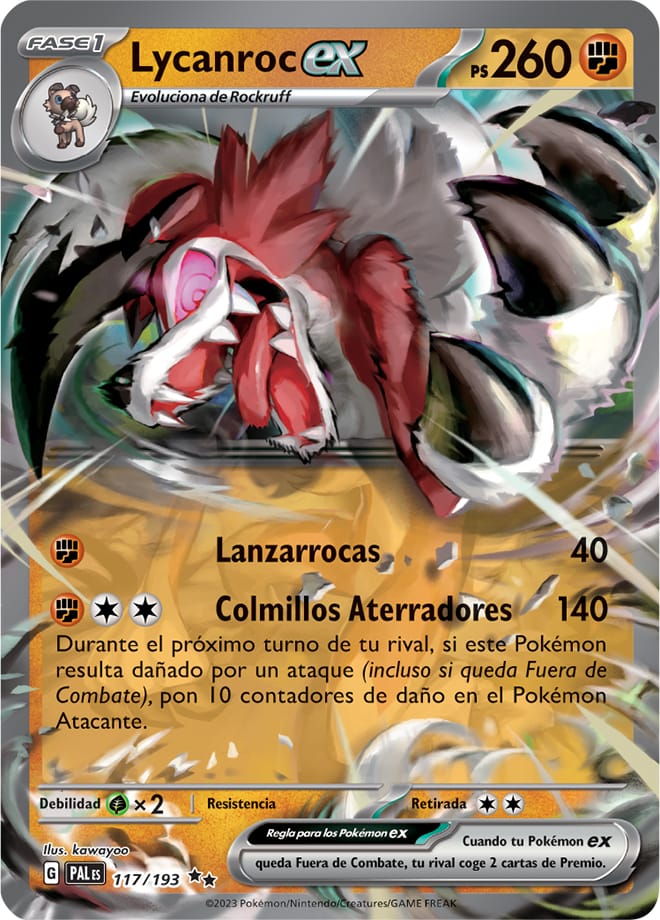 FASE 1
Lycanroc ex
PS 260
Evoluciona de Rockruff
Lanzarrocas 40
Colmillos Aterradores 140
Durante el próximo turno de tu rival, si este Pokémon
resulta dañado por un ataque (incluso si queda Fuera de
Combate), pon 10 contadores de daño en el Pokémon
Atacante.
Debilidad ×2 Resistencia Retirada
Regla para los Pokémon ex
Cuando tu Pokémon ex
queda Fuera de Combate, tu rival coge 2 cartas de Premio.
Ilus. kawayoo
G PAL ES 117/193
©2023 Pokémon/Nintendo/Creatures/GAME FREAK